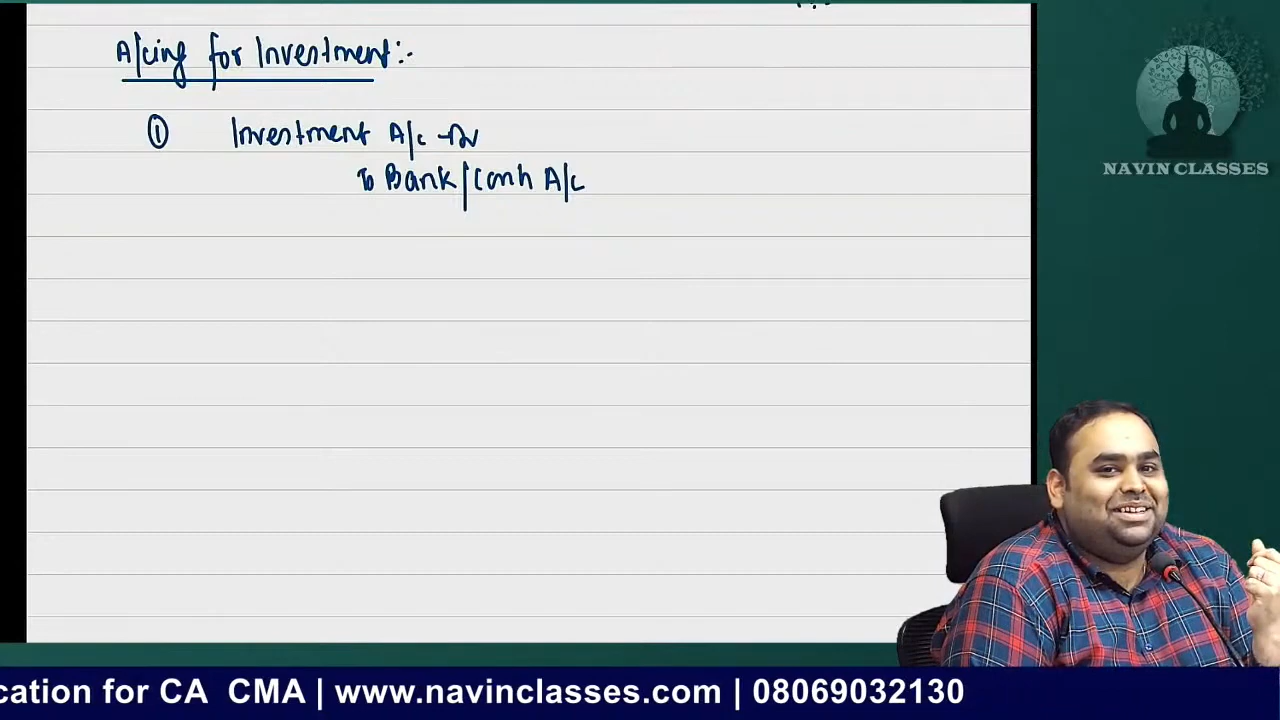 A/cing for Investment:-
① Investment A/c -Dr
To Bank/Cash A/c
NAVIN CLASSES
cation for CA CMA | www.navinclasses.com | 08069032130